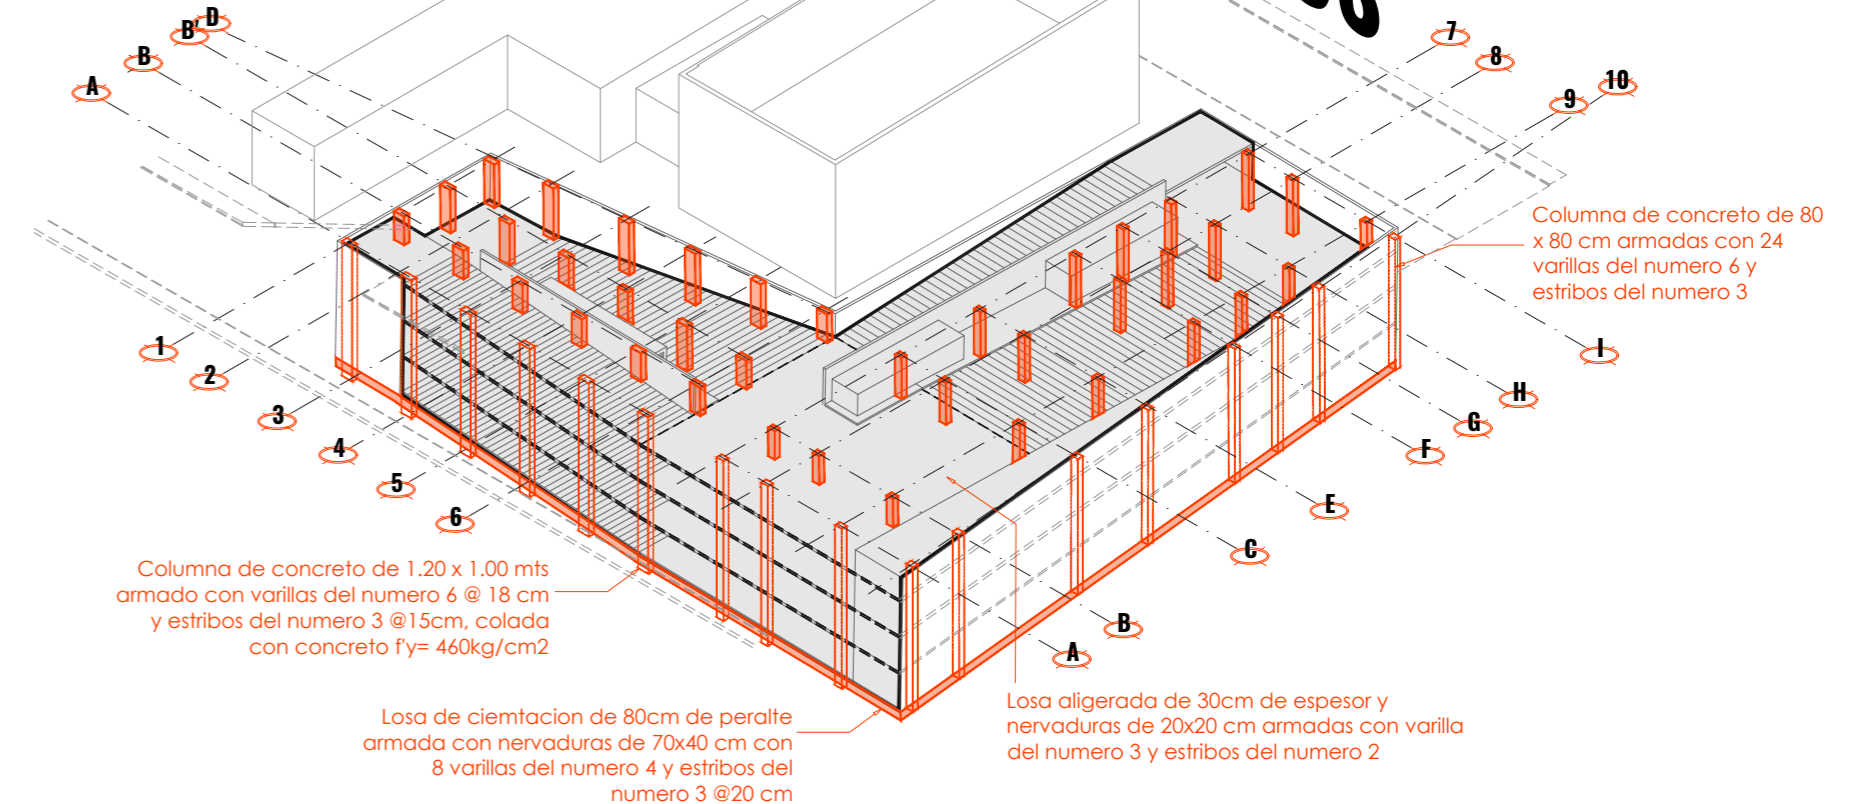 D
B'
B
A
7
8
10
9
Columna de concreto de 80
x 80 cm armadas con 24
varillas del numero 6 y
estribos del numero 3
1
2
3
4
5
6
I
H
G
F
E
C
B
A
Columna de concreto de 1.20 x 1.00 mts
armado con varillas del numero 6 @ 18 cm
y estribos del numero 3 @15cm, colada
con concreto f'y= 460kg/cm2
Losa de ciemtacion de 80cm de peralte
armada con nervaduras de 70x40 cm con
8 varillas del numero 4 y estribos del
numero 3 @20 cm
Losa aligerada de 30cm de espesor y
nervaduras de 20x20 cm armadas con varilla
del numero 3 y estribos del numero 2